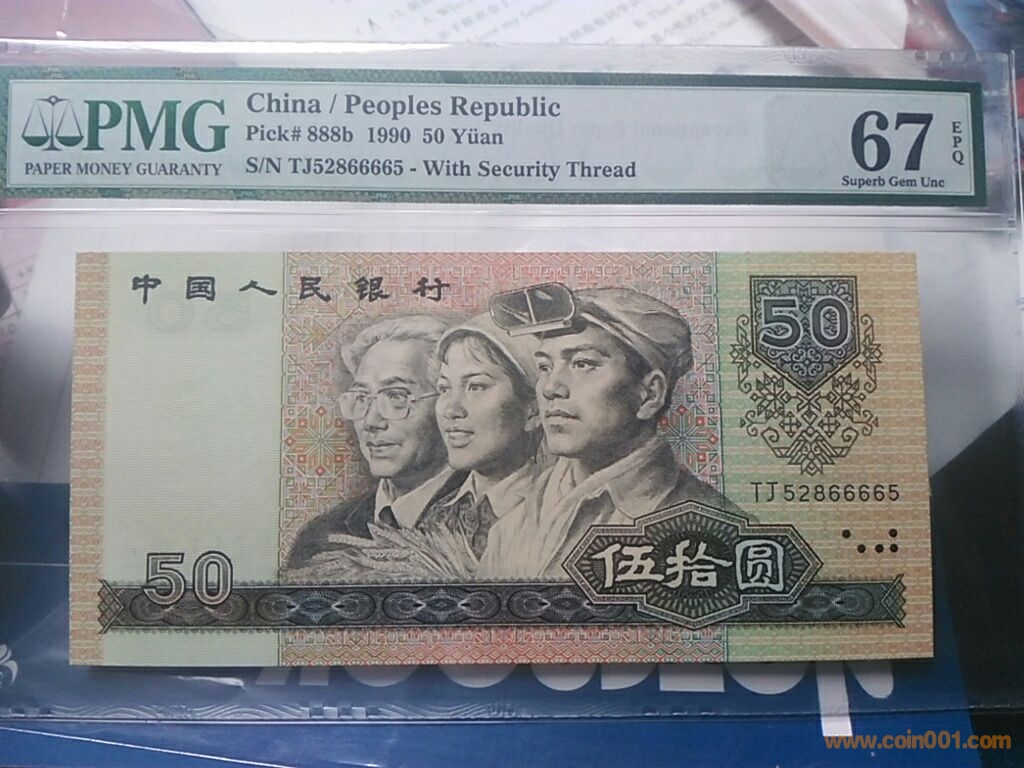 PMG
PAPER MONEY GUARANTY
China / Peoples Republic
Pick# 888b 1990 50 Yüan
S/N TJ52866665 - With Security Thread
67
EPQ
Superb Gem Unc
中国人民银行
50
TJ52866665
50
伍拾圆
www.coin001.com